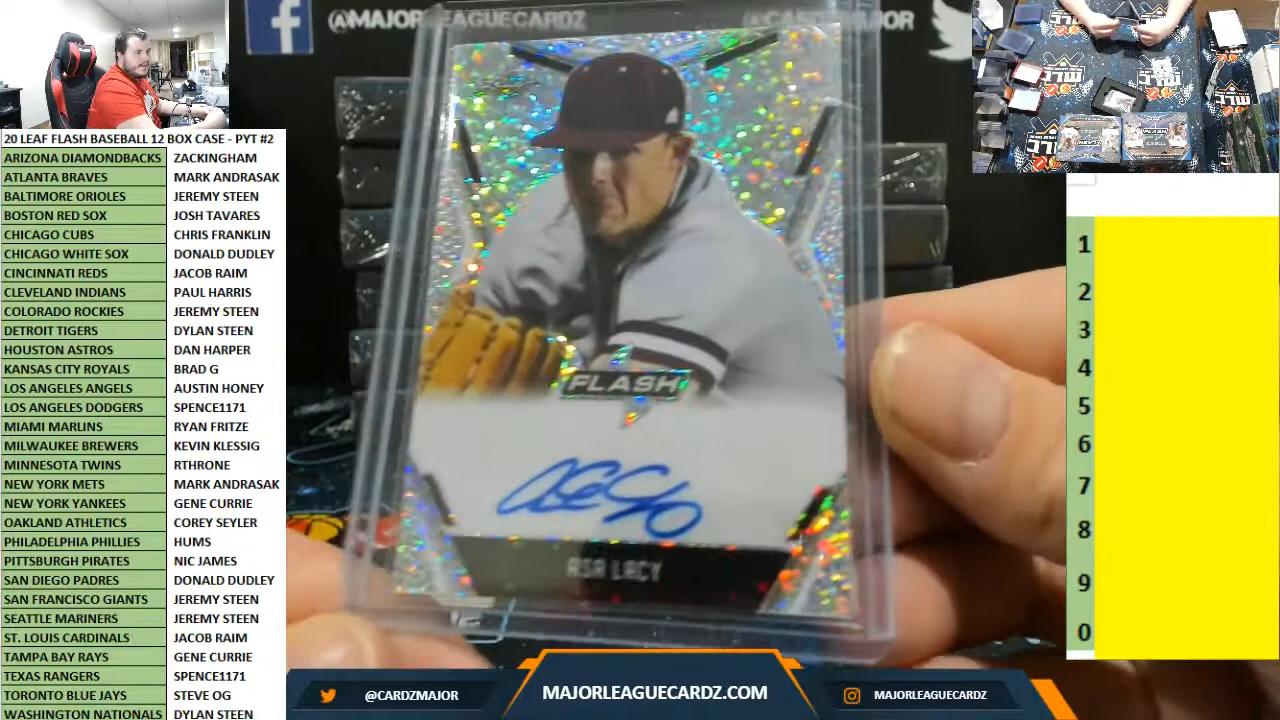 @MAJORLEAGUECARDZ
20 LEAF FLASH BASEBALL 12 BOX CASE - PYT #2
ARIZONA DIAMONDBACKS ZACKINGHAM
ATLANTA BRAVES MARK ANDRASAK
BALTIMORE ORIOLES JEREMY STEEN
BOSTON RED SOX JOSH TAVARES
CHICAGO CUBS CHRIS FRANKLIN
CHICAGO WHITE SOX DONALD DUDLEY
CINCINNATI REDS JACOB RAIM
CLEVELAND INDIANS PAUL HARRIS
COLORADO ROCKIES JEREMY STEEN
DETROIT TIGERS DYLAN STEEN
HOUSTON ASTROS DAN HARPER
KANSAS CITY ROYALS BRAD G
LOS ANGELES ANGELS AUSTIN HONEY
LOS ANGELES DODGERS SPENCE1171
MIAMI MARLINS RYAN FRITZE
MILWAUKEE BREWERS KEVIN KLESSIG
MINNESOTA TWINS RTHRONE
NEW YORK METS MARK ANDRASAK
NEW YORK YANKEES GENE CURRIE
OAKLAND ATHLETICS COREY SEYLER
PHILADELPHIA PHILLIES HUMS
PITTSBURGH PIRATES NIC JAMES
SAN DIEGO PADRES DONALD DUDLEY
SAN FRANCISCO GIANTS JEREMY STEEN
SEATTLE MARINERS JEREMY STEEN
ST. LOUIS CARDINALS JACOB RAIM
TAMPA BAY RAYS GENE CURRIE
TEXAS RANGERS SPENCE1171
TORONTO BLUE JAYS STEVE OG
WASHINGTON NATIONALS DYLAN STEEN
FLASH
ASA LACY
1
2
3
4
5
6
7
8
9
0
@CARDZMAJOR
MAJORLEAGUECARDZ.COM
MAJORLEAGUECARDZ